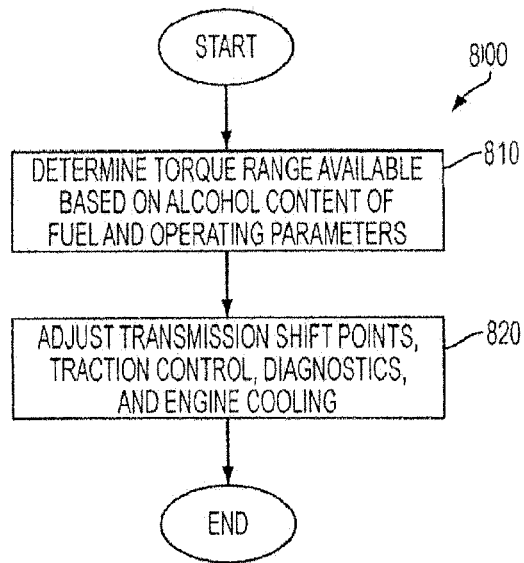 START
800
DETERMINE TORQUE RANGE AVAILABLE
BASED ON ALCOHOL CONTENT OF
FUEL AND OPERATING PARAMETERS
810
ADJUST TRANSMISSION SHIFT POINTS,
TRACTION CONTROL, DIAGNOSTICS,
AND ENGINE COOLING
820
END